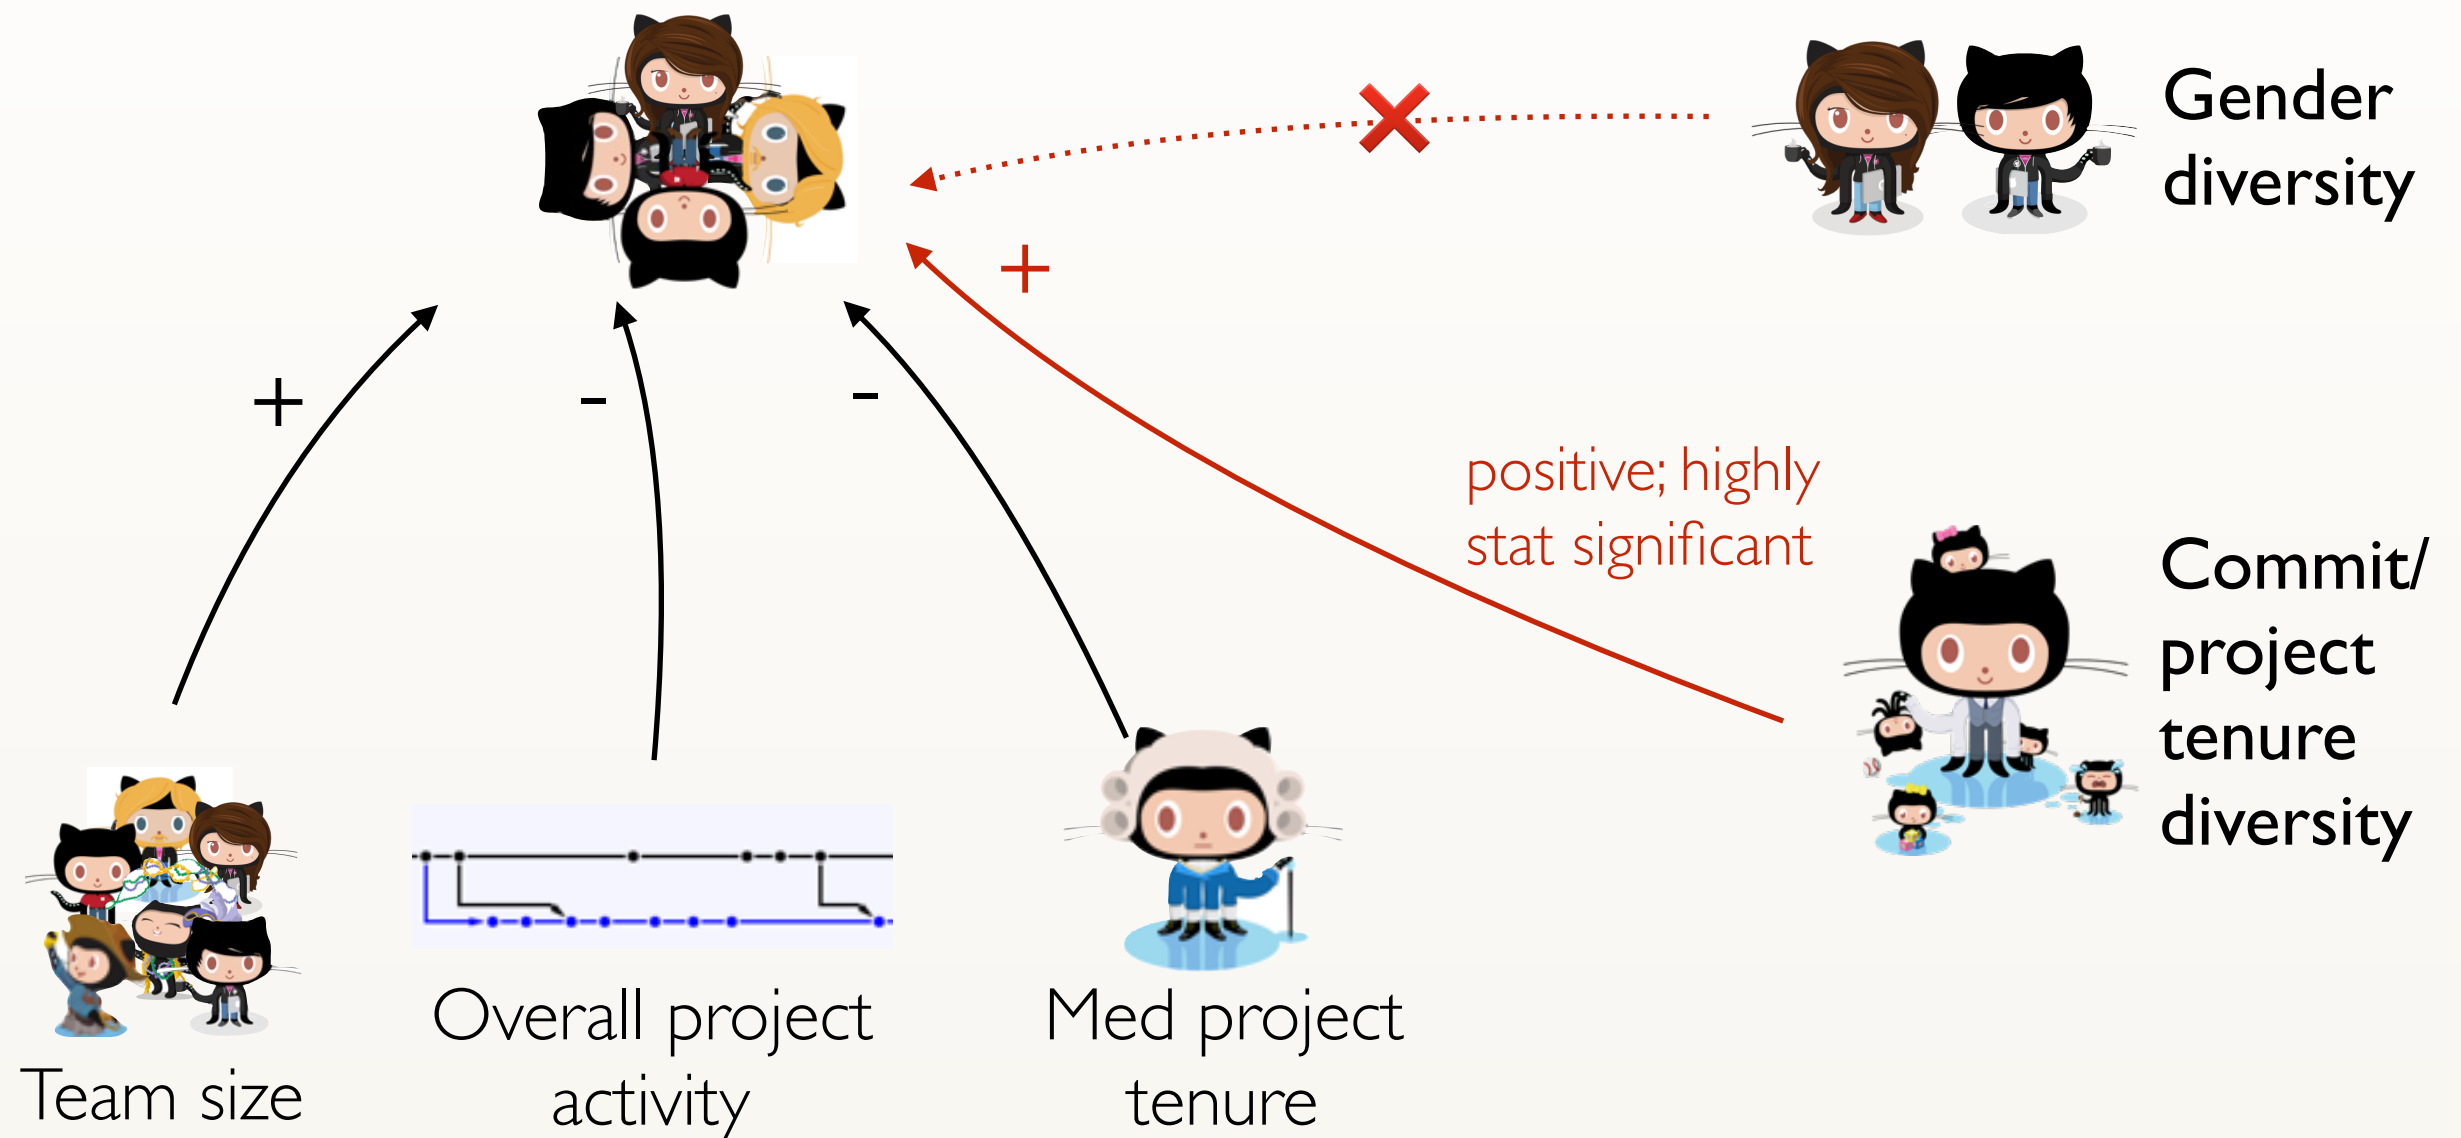 Gender
diversity
+
+
-
-
positive; highly
stat significant
Commit/
project
tenure
diversity
Overall project
activity
Med project
tenure
Team size